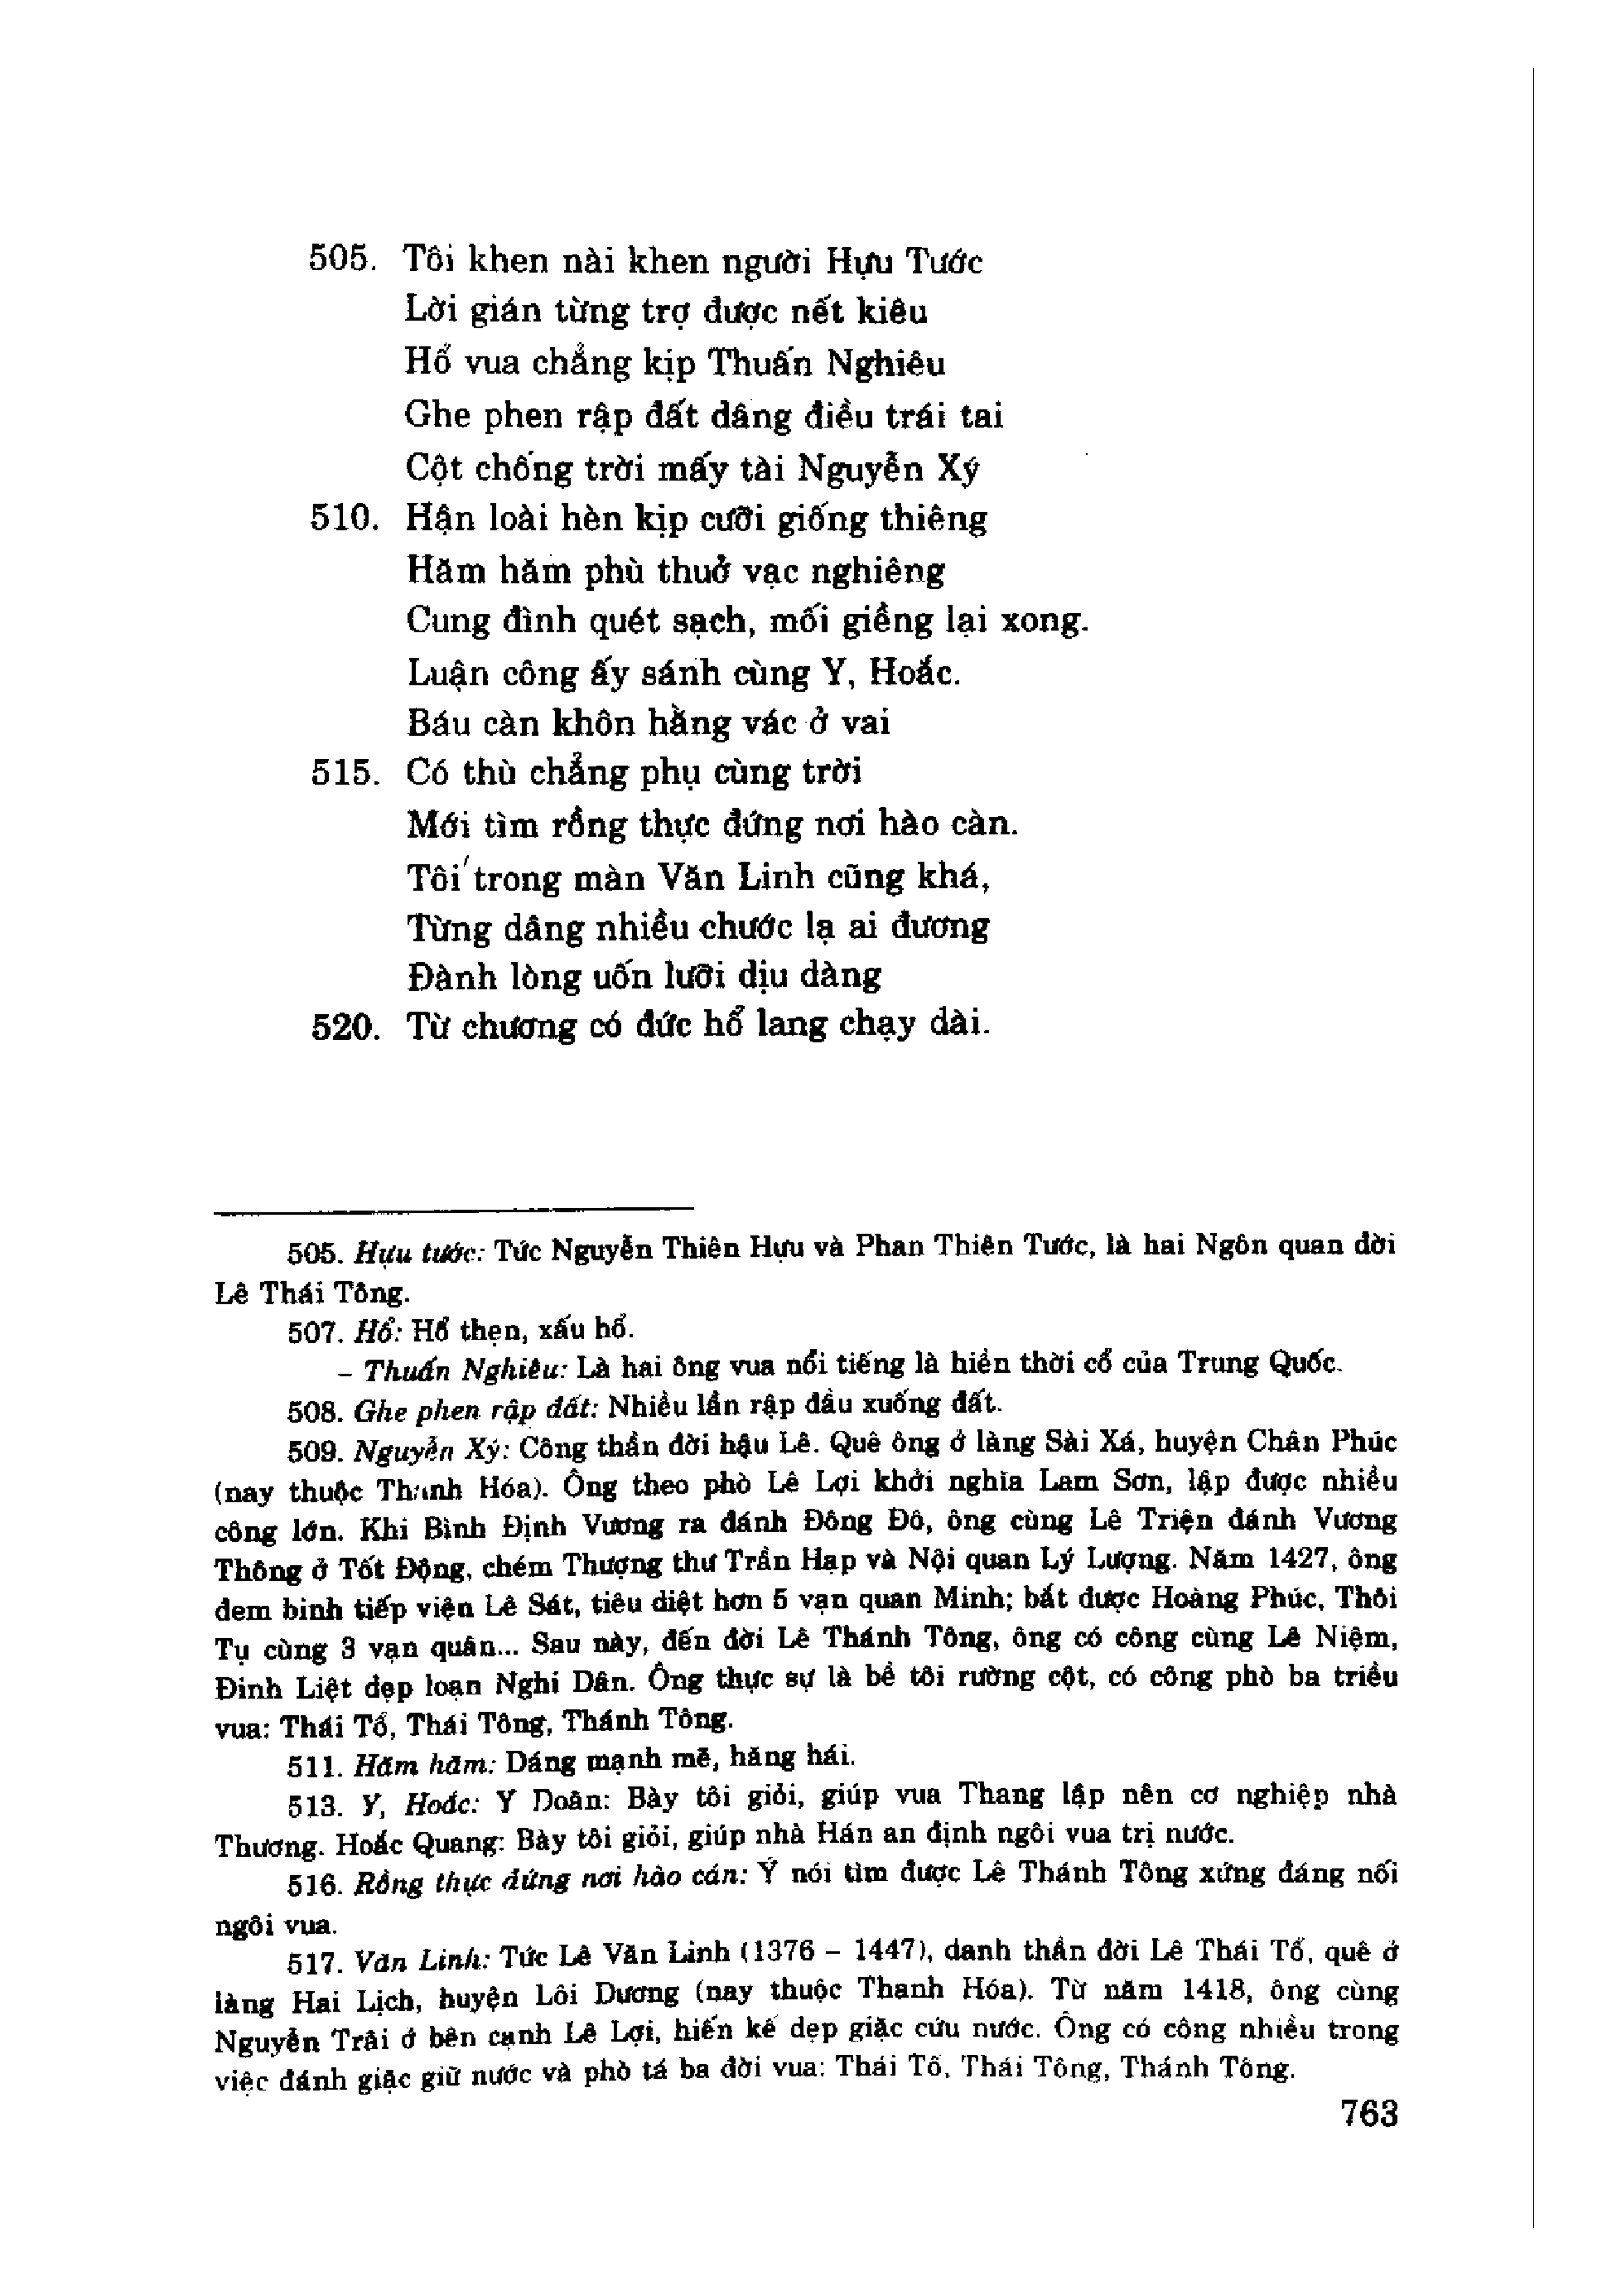 505. Tôi khen nài khen người Hựu Tước
Lời gián từng trợ được nết kiêu
Hổ vua chẳng kịp Thuấn Nghiêu
Ghe phen rập đất dâng điều trái tai
Cột chống trời mấy tài Nguyễn Xý
510. Hận loài hèn kịp cưỡi giống thiêng
Hăm hăm phù thuở vạc nghiêng
Cung đình quét sạch, mối giềng lại xong.
Luận công ấy sánh cùng Y, Hoắc.
Báu càn khôn hằng vác ở vai
515. Có thù chẳng phụ cùng trời
Mới tìm rồng thực đứng nơi hào càn.
Tôi trong màn Văn Linh cũng khá,
Từng dâng nhiều chước lạ ai đương
Đành lòng uốn lưỡi dịu dàng
520. Từ chương có đức hổ lang chạy dài.
505. Hựu tước: Tức Nguyễn Thiên Hựu và Phan Thiên Tước, là hai Ngôn quan đời
Lê Thái Tông.
507. Hổ: Hổ thẹn, xấu hổ.
– Thuấn Nghiêu: Là hai ông vua nổi tiếng là hiền thời cổ của Trung Quốc.
508. Ghe phen rập đất: Nhiều lần rập đầu xuống đất.
509. Nguyễn Xý: Công thần đời hậu Lê. Quê ông ở làng Sài Xá, huyện Chân Phúc
(nay thuộc Thanh Hóa). Ông theo phò Lê Lợi khởi nghĩa Lam Sơn, lập được nhiều
công lớn. Khi Bình Định Vương ra đánh Đông Đô, ông cùng Lê Triện đánh Vương
Thông ở Tốt Động, chém Thượng thư Trần Hạp và Nội quan Lý Lượng. Năm 1427, ông
đem binh tiếp viện Lê Sát, tiêu diệt hơn 5 vạn quan Minh; bắt được Hoàng Phúc, Thôi
Tụ cùng 3 vạn quân... Sau này, đến đời Lê Thánh Tông, ông có công cùng Lê Niệm,
Đinh Liệt dẹp loạn Nghi Dân. Ông thực sự là bề tôi rường cột, có công phò ba triều
vua: Thái Tổ, Thái Tông, Thánh Tông.
511. Hăm hăm: Dáng mạnh mẽ, hăng hái.
513. Y, Hoắc: Y Doãn: Bày tôi giỏi, giúp vua Thang lập nên cơ nghiệp nhà
Thương. Hoắc Quang: Bày tôi giỏi, giúp nhà Hán an định ngôi vua trị nước.
516. Rồng thực đứng nơi hào cán: Ý nói tìm được Lê Thánh Tông xứng đáng nối
ngôi vua.
517. Văn Linh: Tức Lê Văn Linh (1376 – 1447), danh thần đời Lê Thái Tổ, quê ở
làng Hai Lịch, huyện Lôi Dương (nay thuộc Thanh Hóa). Từ năm 1418, ông cùng
Nguyễn Trãi ở bên cạnh Lê Lợi, hiến kế dẹp giặc cứu nước. Ông có công nhiều trong
việc đánh giặc giữ nước và phò tá ba đời vua: Thái Tổ, Thái Tông, Thánh Tông.
763